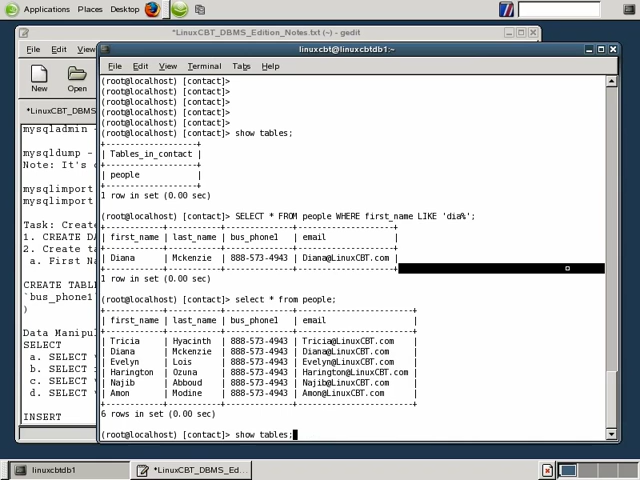 Applications Places Desktop
*LinuxCBT_DBMS_Edition_Notes.txt (~) - gedit
linuxcbt@linuxcbtdb1:~
File Edit View
File Edit View Terminal Tabs Help
New Open
*LinuxCBT_DBMS
mysqladmin -
mysqldump -
Note: It's
mysqlimport
mysqlimport
Task: Create
1. CREATE DA
2. Create ta
a. First Na
CREATE TABLE
`bus_phone1`
)
Data Manipul
SELECT
a. SELECT
b. SELECT
c. SELECT
d. SELECT
INSERT
(root@localhost) [contact]>
(root@localhost) [contact]>
(root@localhost) [contact]>
(root@localhost) [contact]>
(root@localhost) [contact]>
(root@localhost) [contact]> show tables;
+-------------------+
| Tables_in_contact |
+-------------------+
| people            |
+-------------------+
1 row in set (0.00 sec)
(root@localhost) [contact]> SELECT * FROM people WHERE first_name LIKE 'dia%';
+------------+-----------+--------------+--------------------+
| first_name | last_name | bus_phone1   | email              |
+------------+-----------+--------------+--------------------+
| Diana      | Mckenzie  | 888-573-4943 | Diana@LinuxCBT.com |
+------------+-----------+--------------+--------------------+
1 row in set (0.00 sec)
(root@localhost) [contact]> select * from people;
+------------+-----------+--------------+------------------------+
| first_name | last_name | bus_phone1   | email                  |
+------------+-----------+--------------+------------------------+
| Tricia     | Hyacinth  | 888-573-4943 | Tricia@LinuxCBT.com    |
| Diana      | Mckenzie  | 888-573-4943 | Diana@LinuxCBT.com     |
| Evelyn     | Lois      | 888-573-4943 | Evelyn@LinuxCBT.com    |
| Harington  | Ozuna     | 888-573-4943 | Harington@LinuxCBT.com |
| Najib      | Abboud    | 888-573-4943 | Najib@LinuxCBT.com     |
| Amon       | Modine    | 888-573-4943 | Amon@LinuxCBT.com      |
+------------+-----------+--------------+------------------------+
6 rows in set (0.00 sec)
(root@localhost) [contact]> show tables;
linuxcbtdb1
*LinuxCBT_DBMS_Ed...